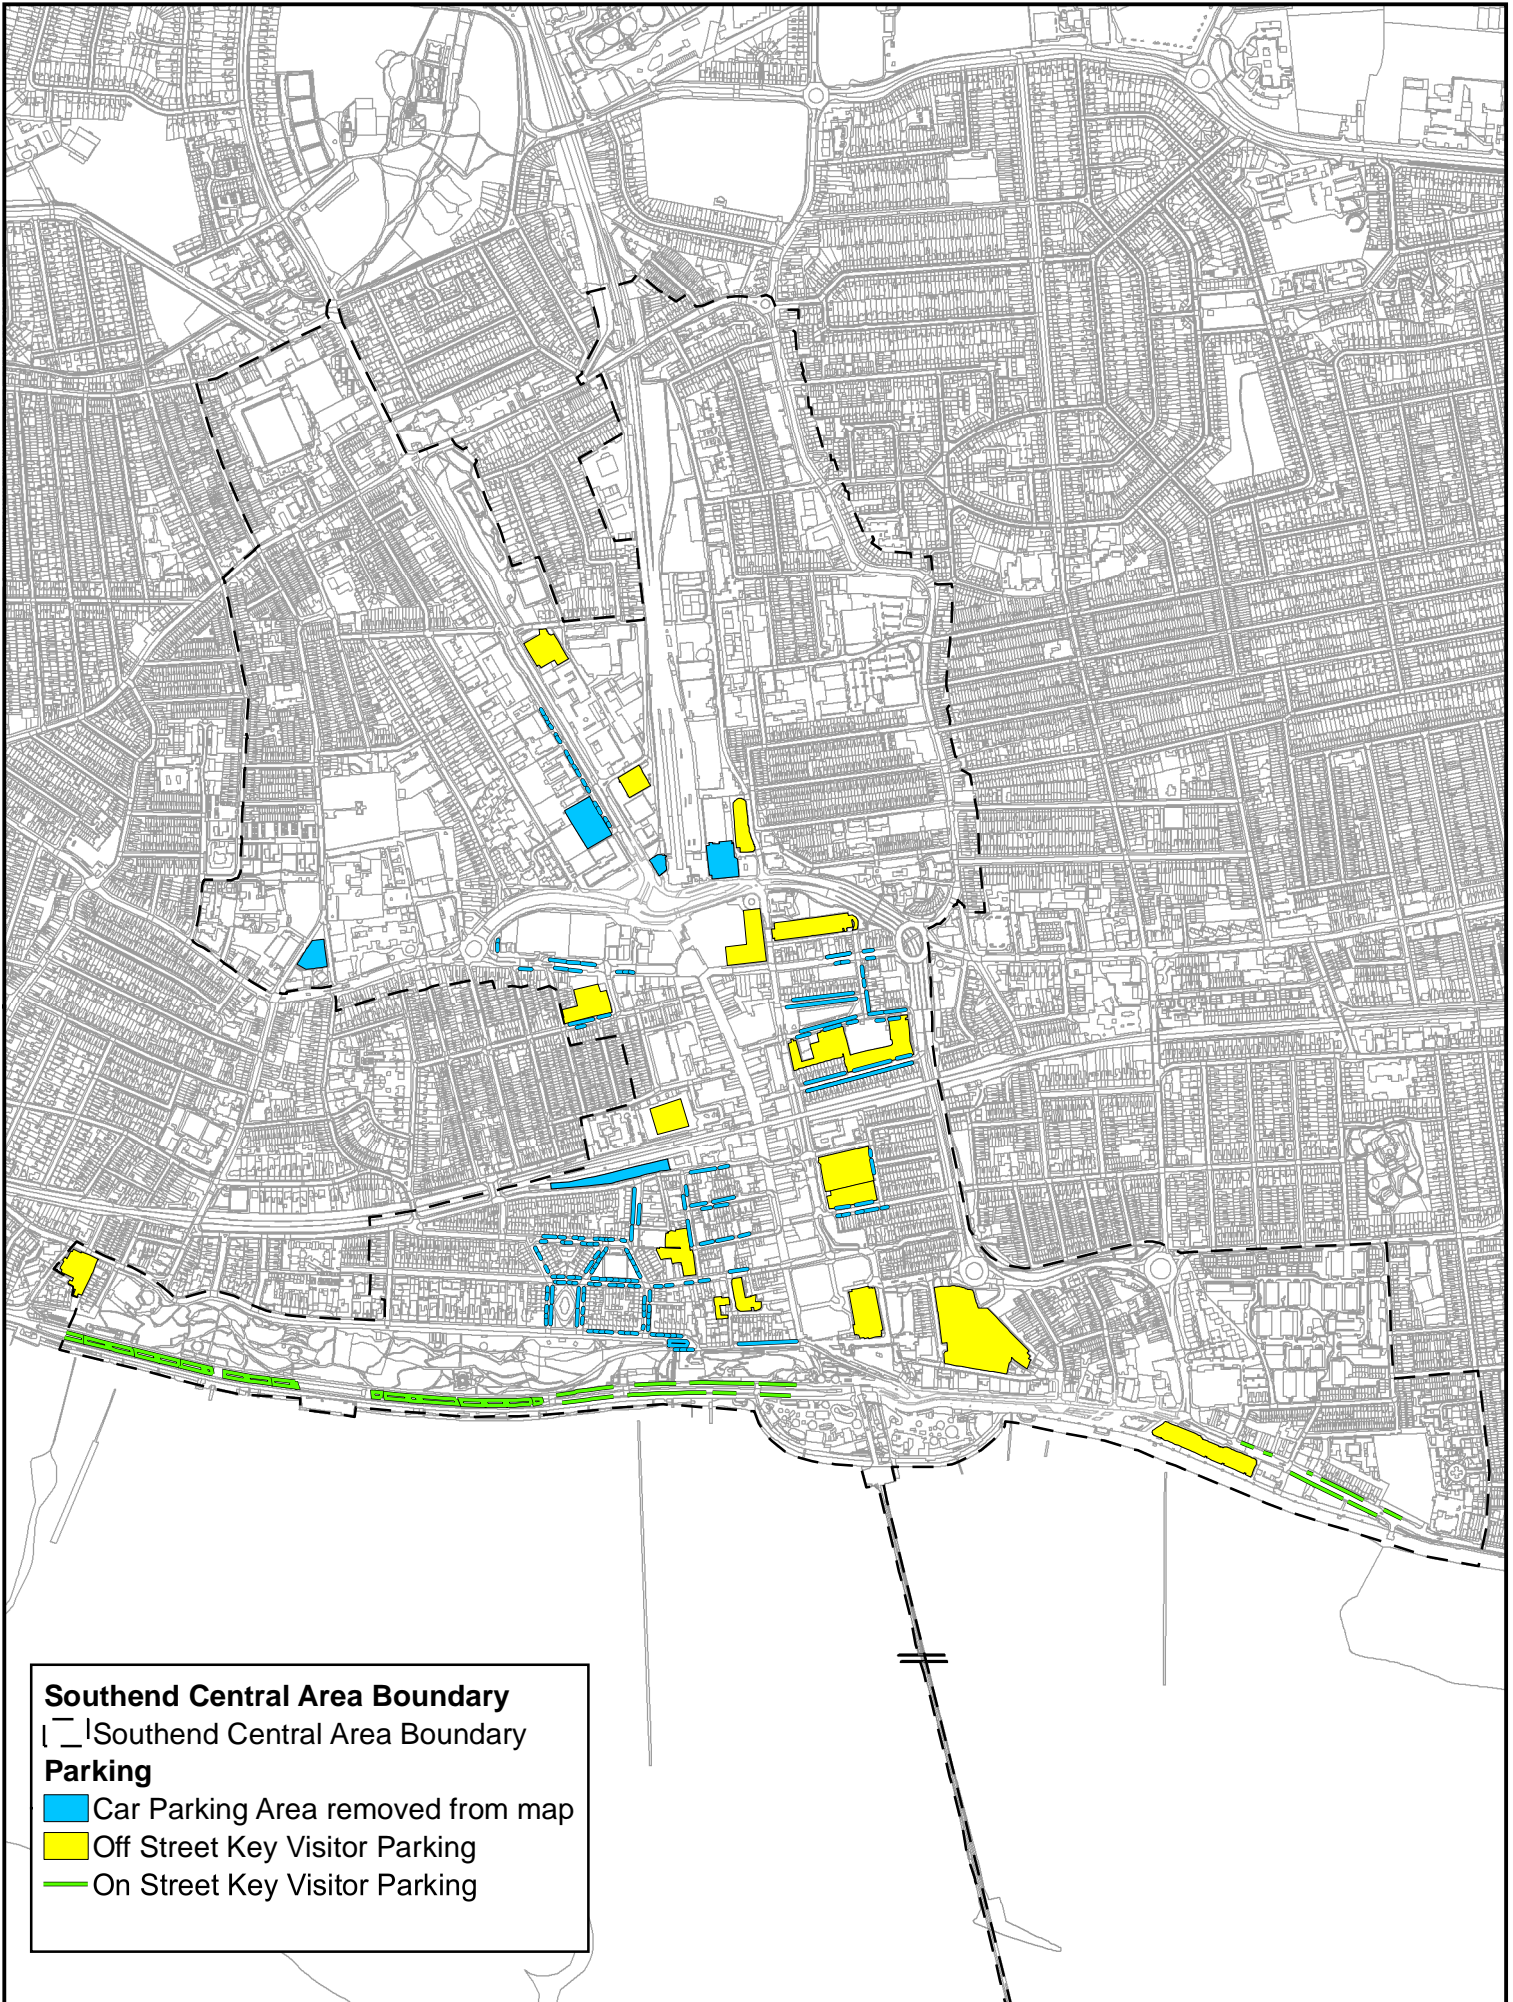 Southend Central Area Boundary
Southend Central Area Boundary
Parking
Car Parking Area removed from map
Off Street Key Visitor Parking
On Street Key Visitor Parking